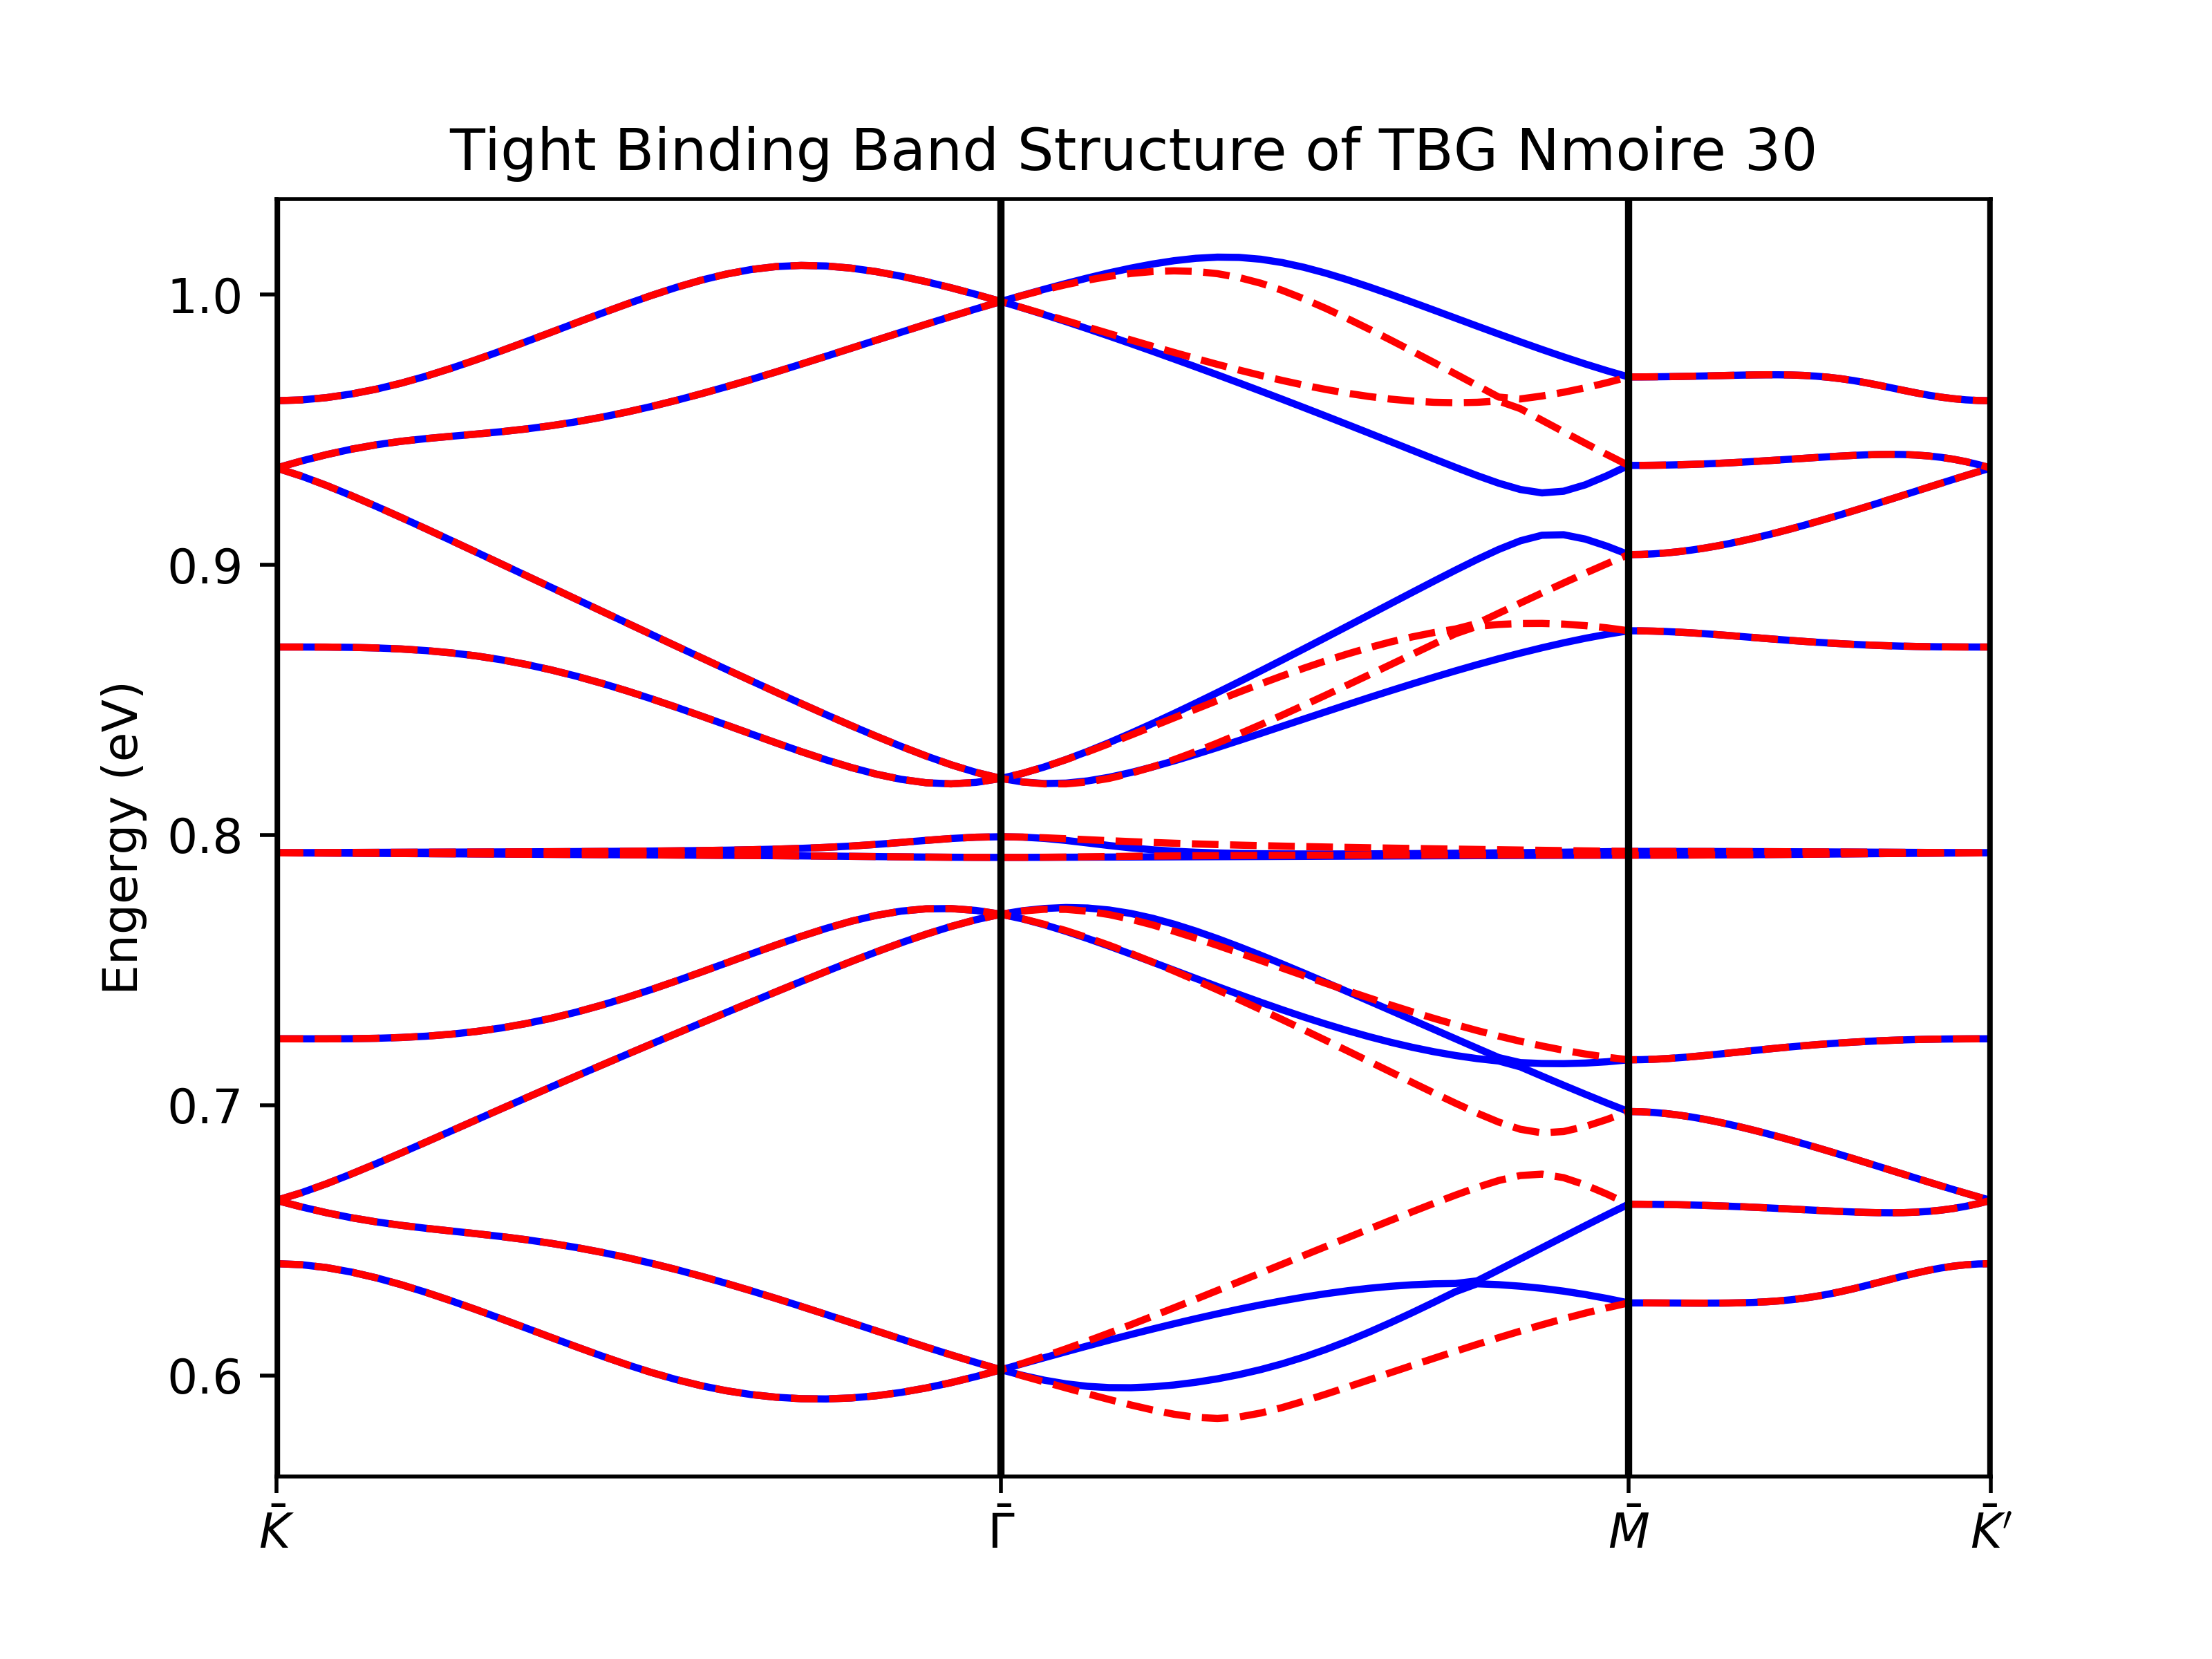 Tight Binding Band Structure of TBG Nmoire 30
Engergy (eV)
1.0
0.9
0.8
0.7
0.6
K̄ Γ̄ M̄ K̄′